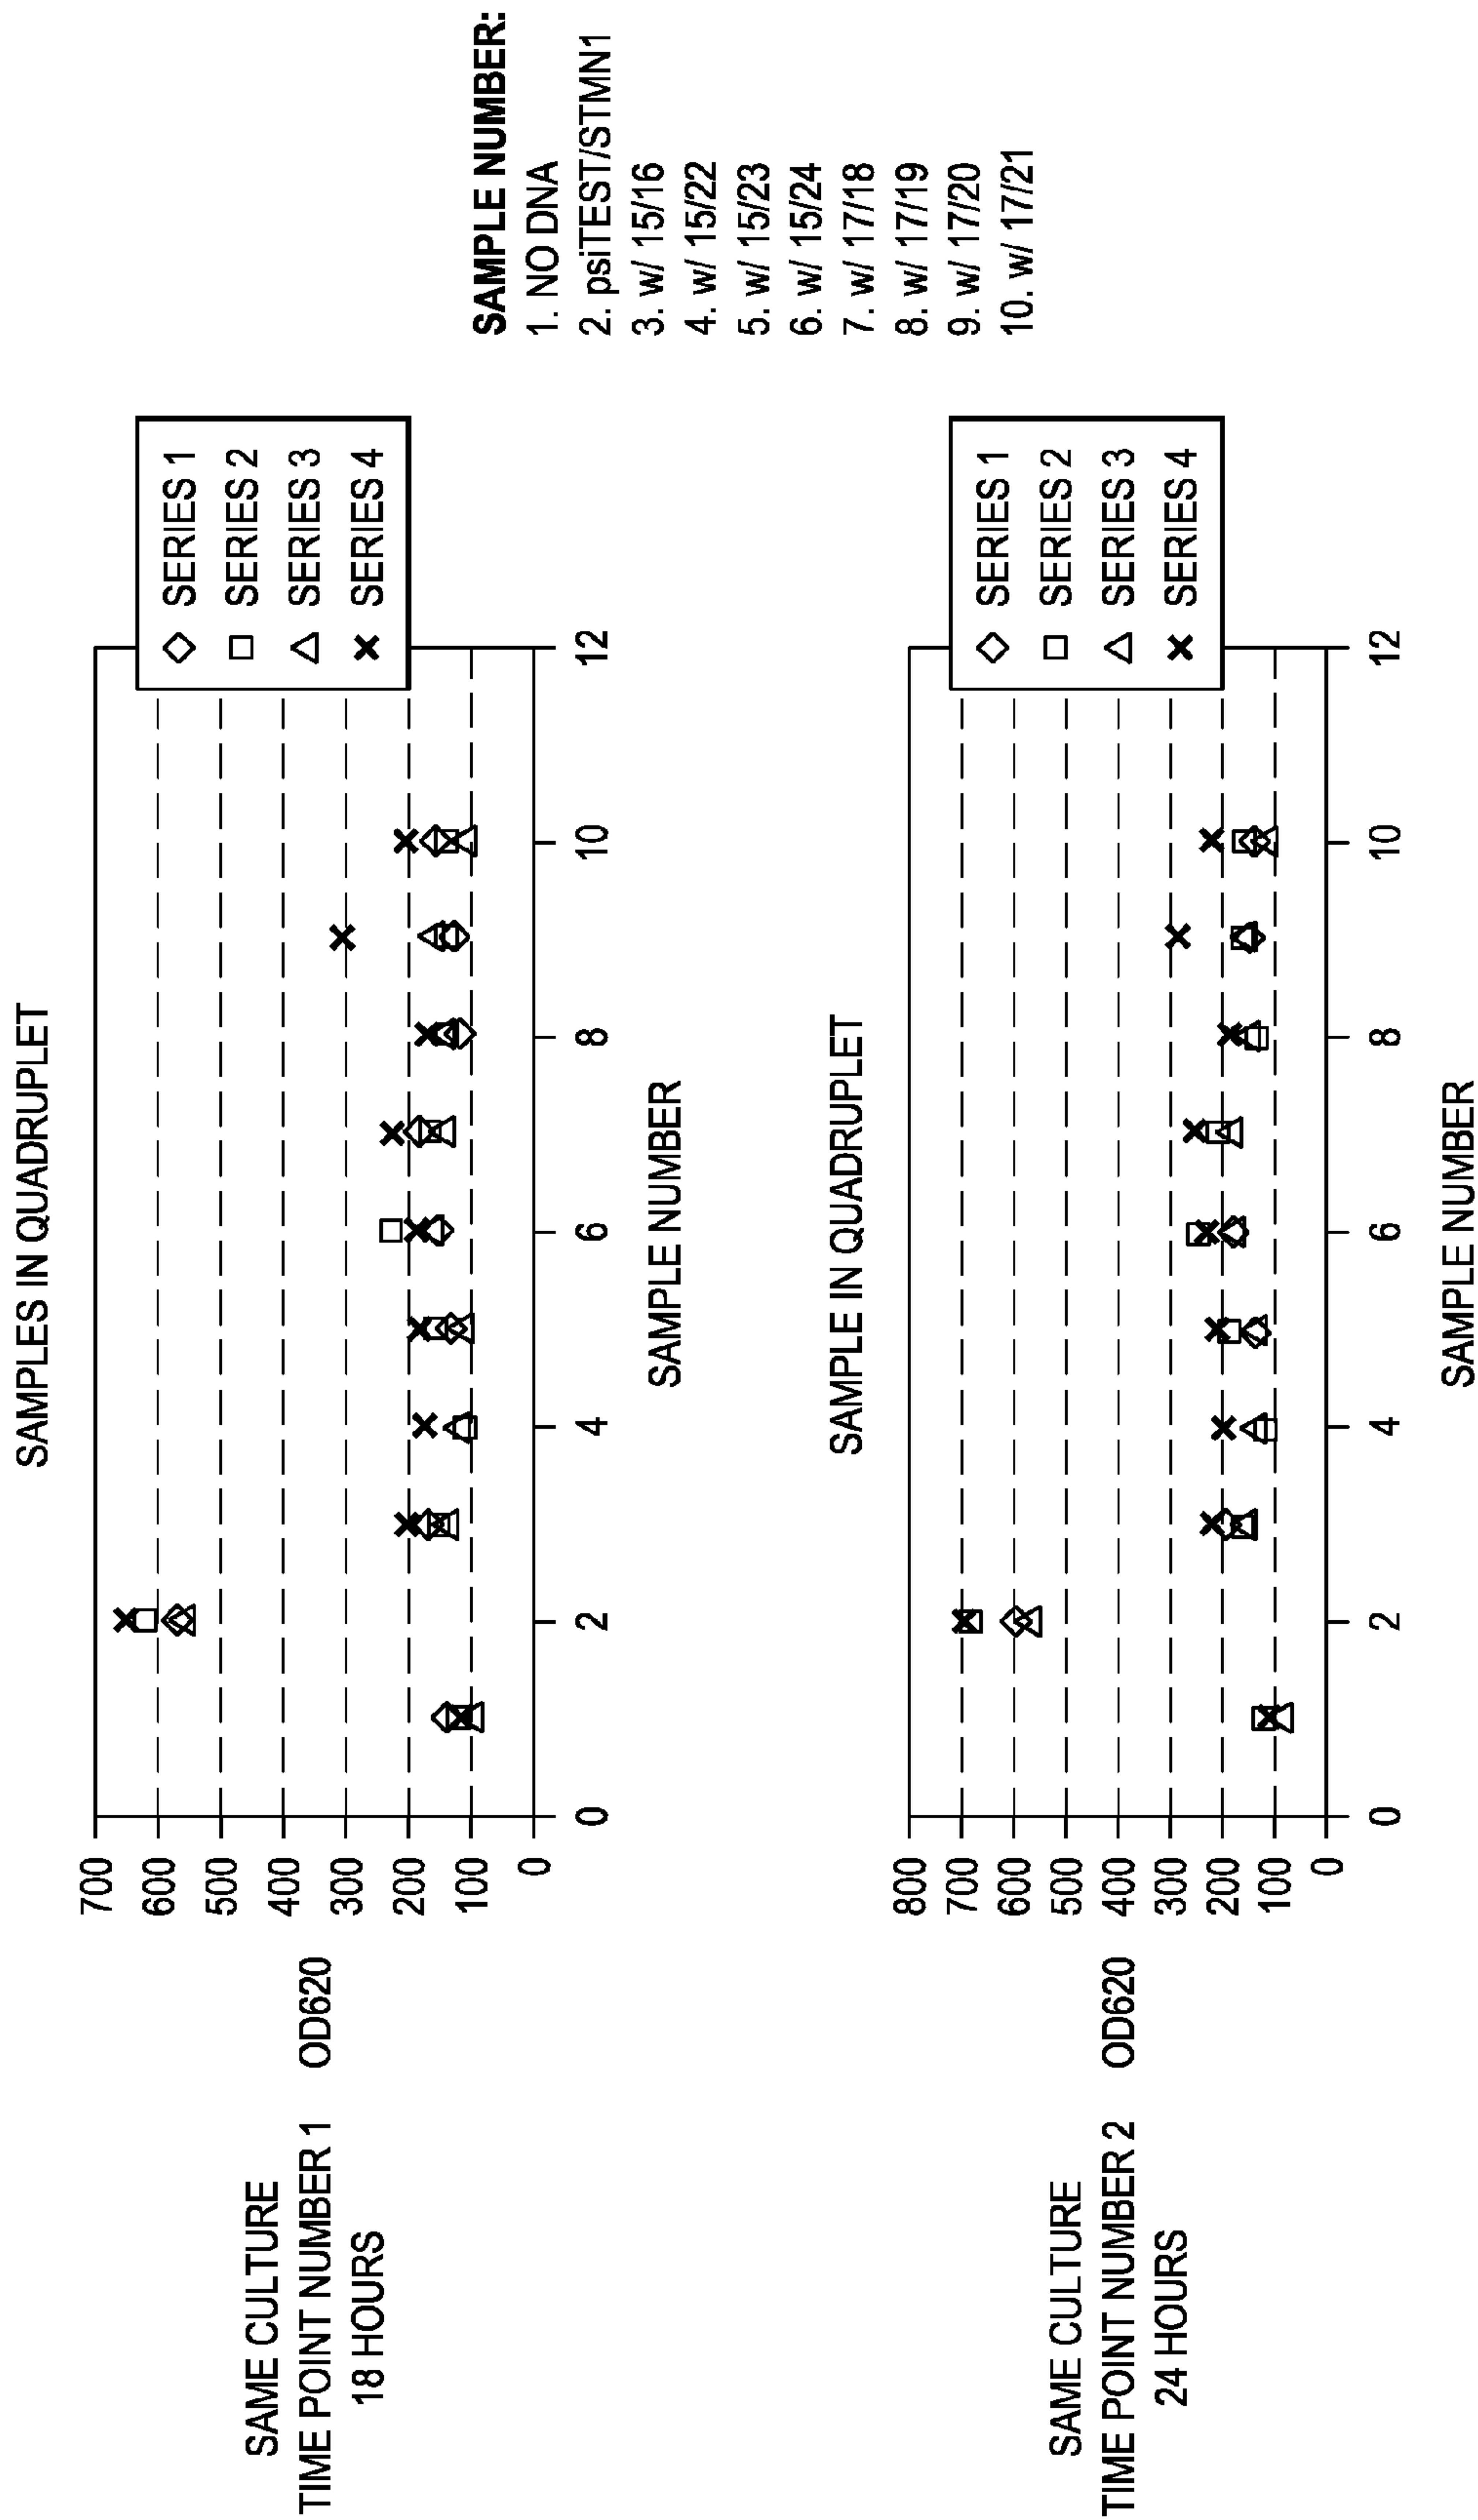 SAMPLES IN QUADRUPLET
SAME CULTURE
TIME POINT NUMBER 1
18 HOURS
OD620
700
600
500
400
300
200
100
0
0
2
4
6
8
10
12
SAMPLE NUMBER
SERIES 1
SERIES 2
SERIES 3
SERIES 4
SAMPLE IN QUADRUPLET
SAME CULTURE
TIME POINT NUMBER 2
24 HOURS
OD620
800
700
600
500
400
300
200
100
0
0
2
4
6
8
10
12
SAMPLE NUMBER
SERIES 1
SERIES 2
SERIES 3
SERIES 4
SAMPLE NUMBER:
1. NO DNA
2. psiTEST/STMN1
3. w/ 15/16
4. w/ 15/22
5. w/ 15/23
6. w/ 15/24
7. w/ 17/18
8. w/ 17/19
9. w/ 17/20
10. w/ 17/21